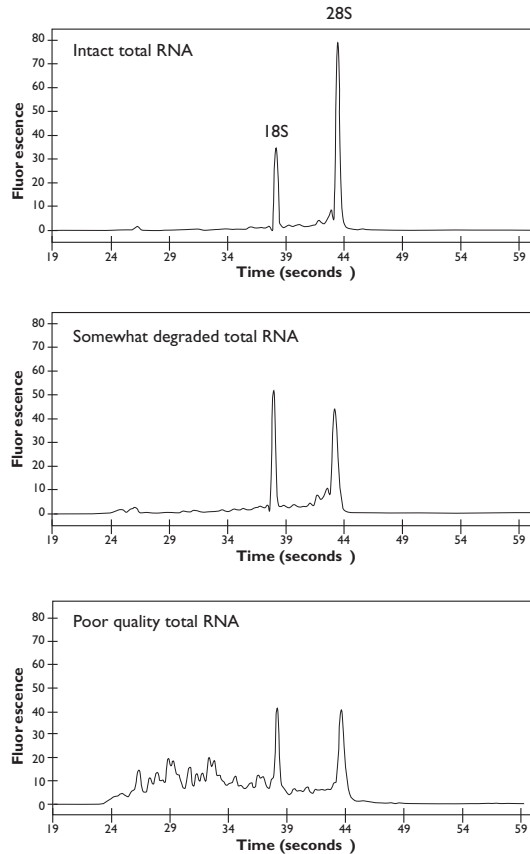 28S
Intact total RNA
18S
Fluor escence
80
70
60
50
40
30
20
10
0
19 24 29 34 39 44 49 54 59
Time (seconds )
Somewhat degraded total RNA
Fluor escence
80
70
60
50
40
30
20
10
0
19 24 29 34 39 44 49 54 59
Time (seconds )
Poor quality total RNA
Fluor escence
80
70
60
50
40
30
20
10
0
19 24 29 34 39 44 49 54 59
Time (seconds )